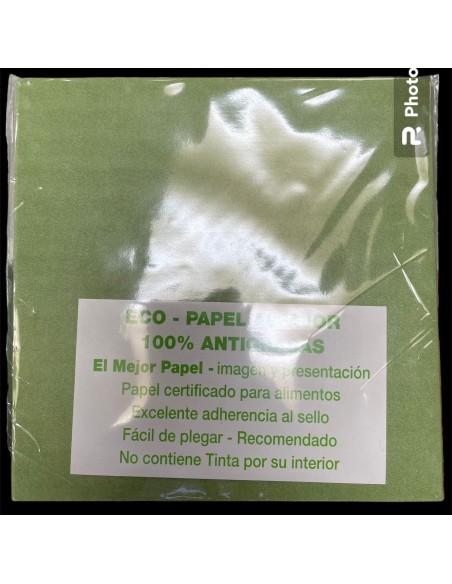 ECO - PAPEL
100%
El Mejor Papel - imagen y presentación
Papel certificado para alimentos
Excelente adherencia al sello
Fácil de plegar - Recomendado
No contiene Tinta por su interior
Photo